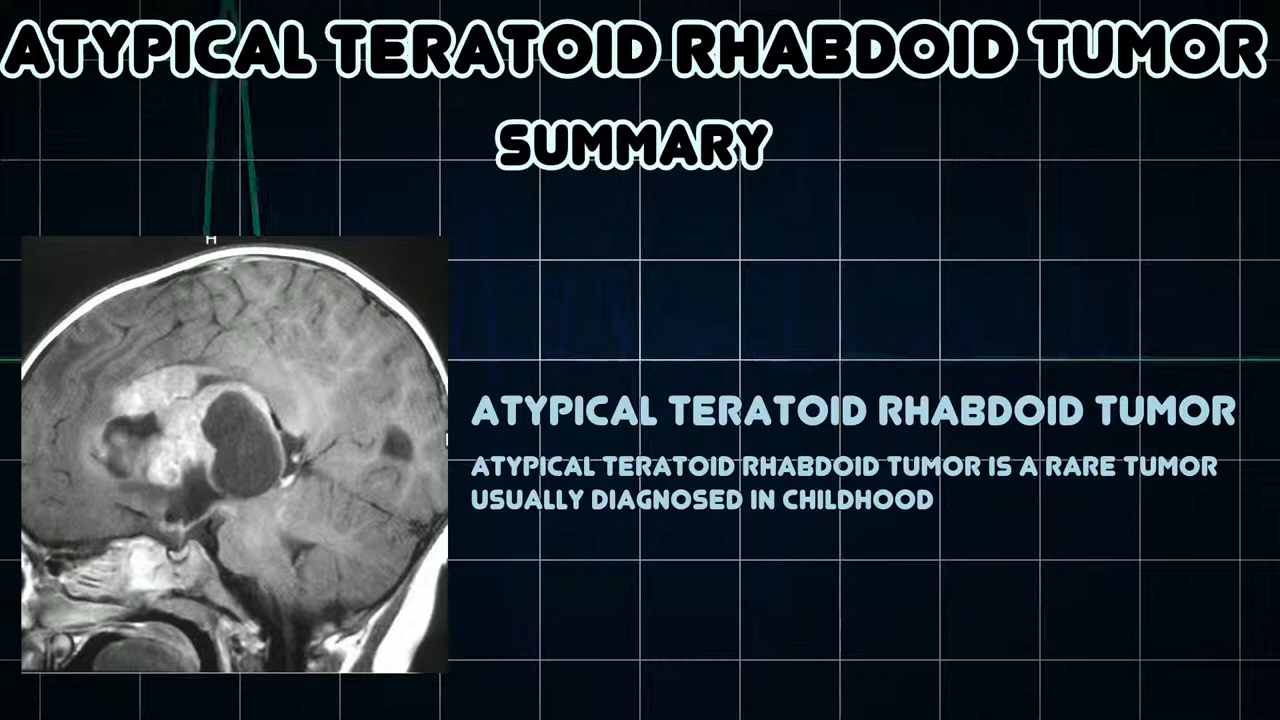 ATYPICAL TERATOID RHABDOID TUMOR
SUMMARY
H
ATYPICAL TERATOID RHABDOID TUMOR
ATYPICAL TERATOID RHABDOID TUMOR IS A RARE TUMOR
USUALLY DIAGNOSED IN CHILDHOOD